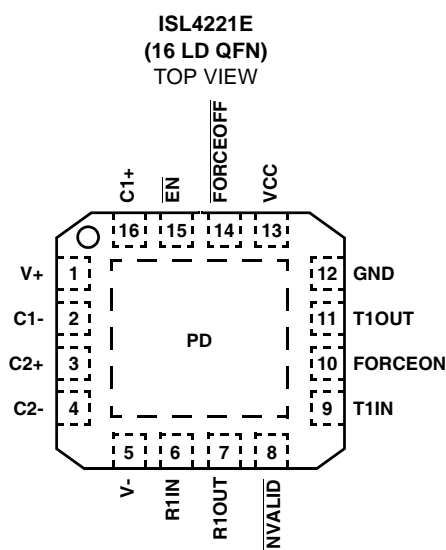 ISL4221E
(16 LD QFN)
TOP VIEW
C1+
EN
FORCEOFF
VCC
16
15
14
13
V+ 1
12 GND
C1- 2
11 T1OUT
C2+ 3
PD
10 FORCEON
C2- 4
9 T1IN
5
6
7
8
V-
R1IN
R1OUT
NVALID